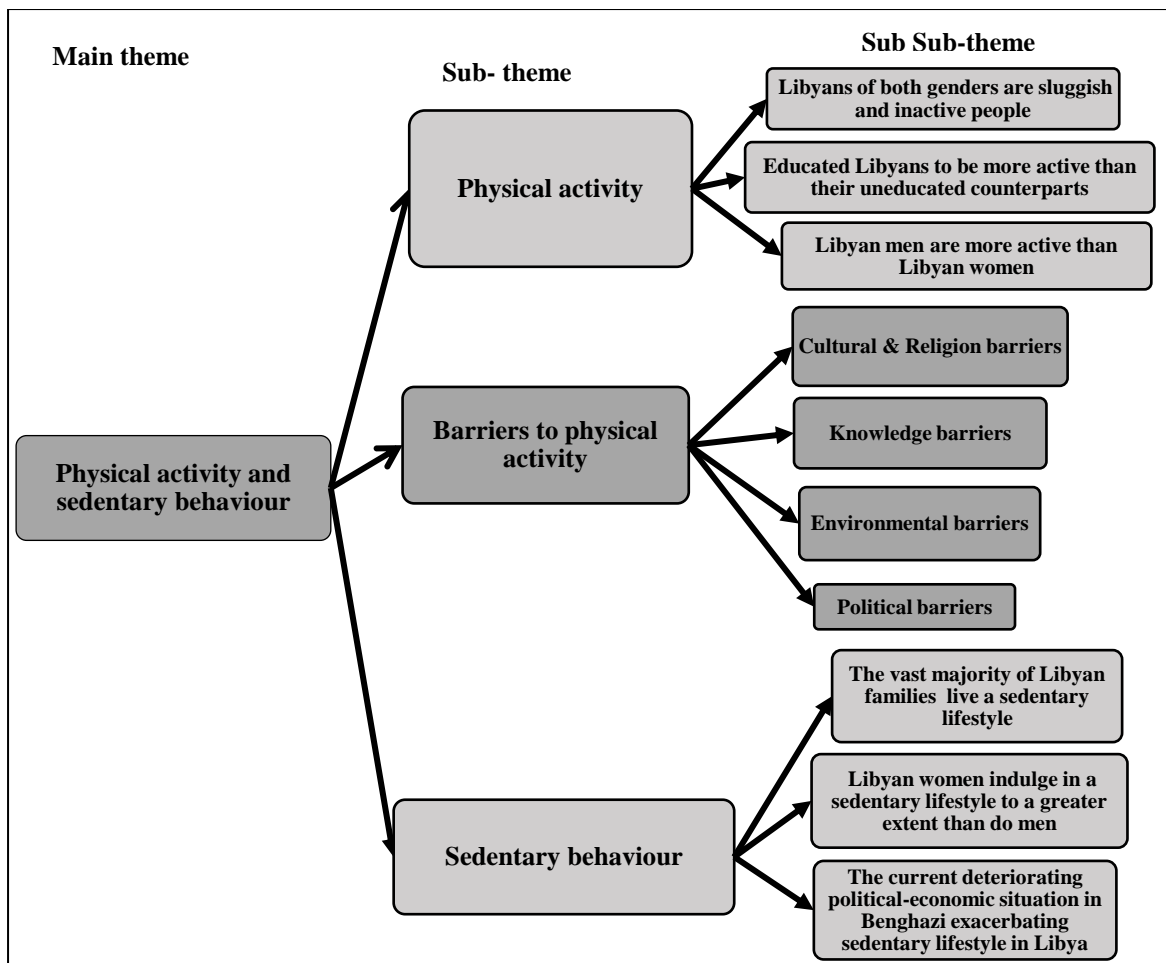 Main theme
Sub- theme
Sub Sub-theme
Physical activity and
sedentary behaviour
Physical activity
Libyans of both genders are sluggish
and inactive people
Educated Libyans to be more active than
their uneducated counterparts
Libyan men are more active than
Libyan women
Barriers to physical
activity
Cultural & Religion barriers
Knowledge barriers
Environmental barriers
Political barriers
Sedentary behaviour
The vast majority of Libyan
families live a sedentary
lifestyle
Libyan women indulge in a
sedentary lifestyle to a greater
extent than do men
The current deteriorating
political-economic situation in
Benghazi exacerbating
sedentary lifestyle in Libya